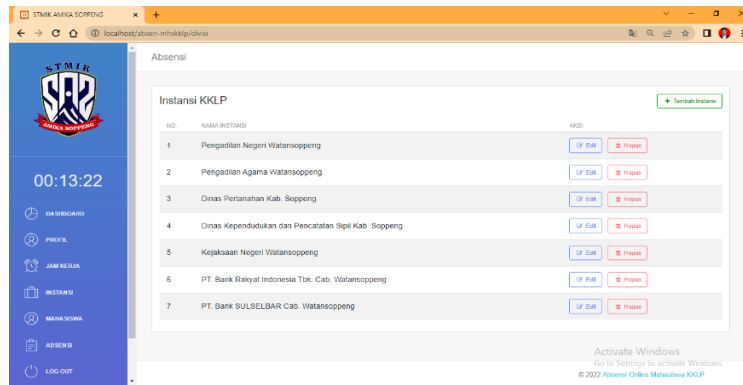 STMIK AMIKA SOPPENG
localhost/absen-mhskklp/divisi
STMIK
AMIKA SOPPENG
00:13:22
DASHBOARD
PROFIL
JAM KERJA
INSTANSI
MAHASISWA
ABSENSI
LOG OUT
Absensi
Instansi KKLP
+ Tambah Instansi
NO. NAMA INSTANSI AKSI
1 Pengadilan Negeri Watansoppeng Edit Hapus
2 Pengadilan Agama Watansoppeng Edit Hapus
3 Dinas Pertanahan Kab. Soppeng Edit Hapus
4 Dinas Kependudukan dan Pencatatan Sipil Kab. Soppeng Edit Hapus
5 Kejaksaan Negeri Watansoppeng Edit Hapus
6 PT. Bank Rakyat Indonesia Tbk. Cab, Watansoppeng Edit Hapus
7 PT. Bank SULSELBAR Cab. Watansoppeng Edit Hapus
Activate Windows
Go to Settings to activate Windows.
© 2022 Absensi Online Mahasiswa KKLP